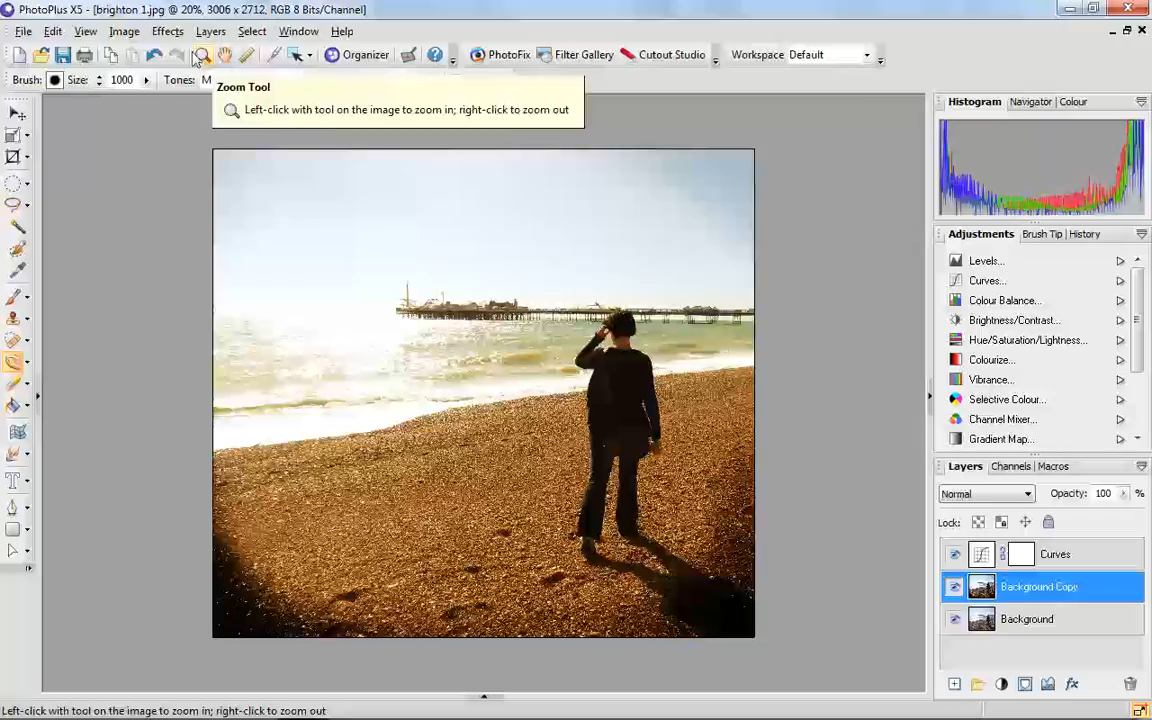 PhotoPlus X5 - [brighton 1.jpg @ 20%, 3006 x 2712, RGB 8 Bits/Channel]
File Edit View Image Effects Layers Select Window Help
Organizer PhotoFix Filter Gallery Cutout Studio Workspace Default
Brush: Size: 1000 Tones: M
Zoom Tool
Left-click with tool on the image to zoom in; right-click to zoom out
Histogram Navigator Colour
Adjustments Brush Tip History
Levels...
Curves...
Colour Balance...
Brightness/Contrast...
Hue/Saturation/Lightness...
Colourize...
Vibrance...
Selective Colour...
Channel Mixer...
Gradient Map...
Layers Channels Macros
Normal Opacity: 100 %
Lock:
Curves
Background Copy
Background
Left-click with tool on the image to zoom in; right-click to zoom out